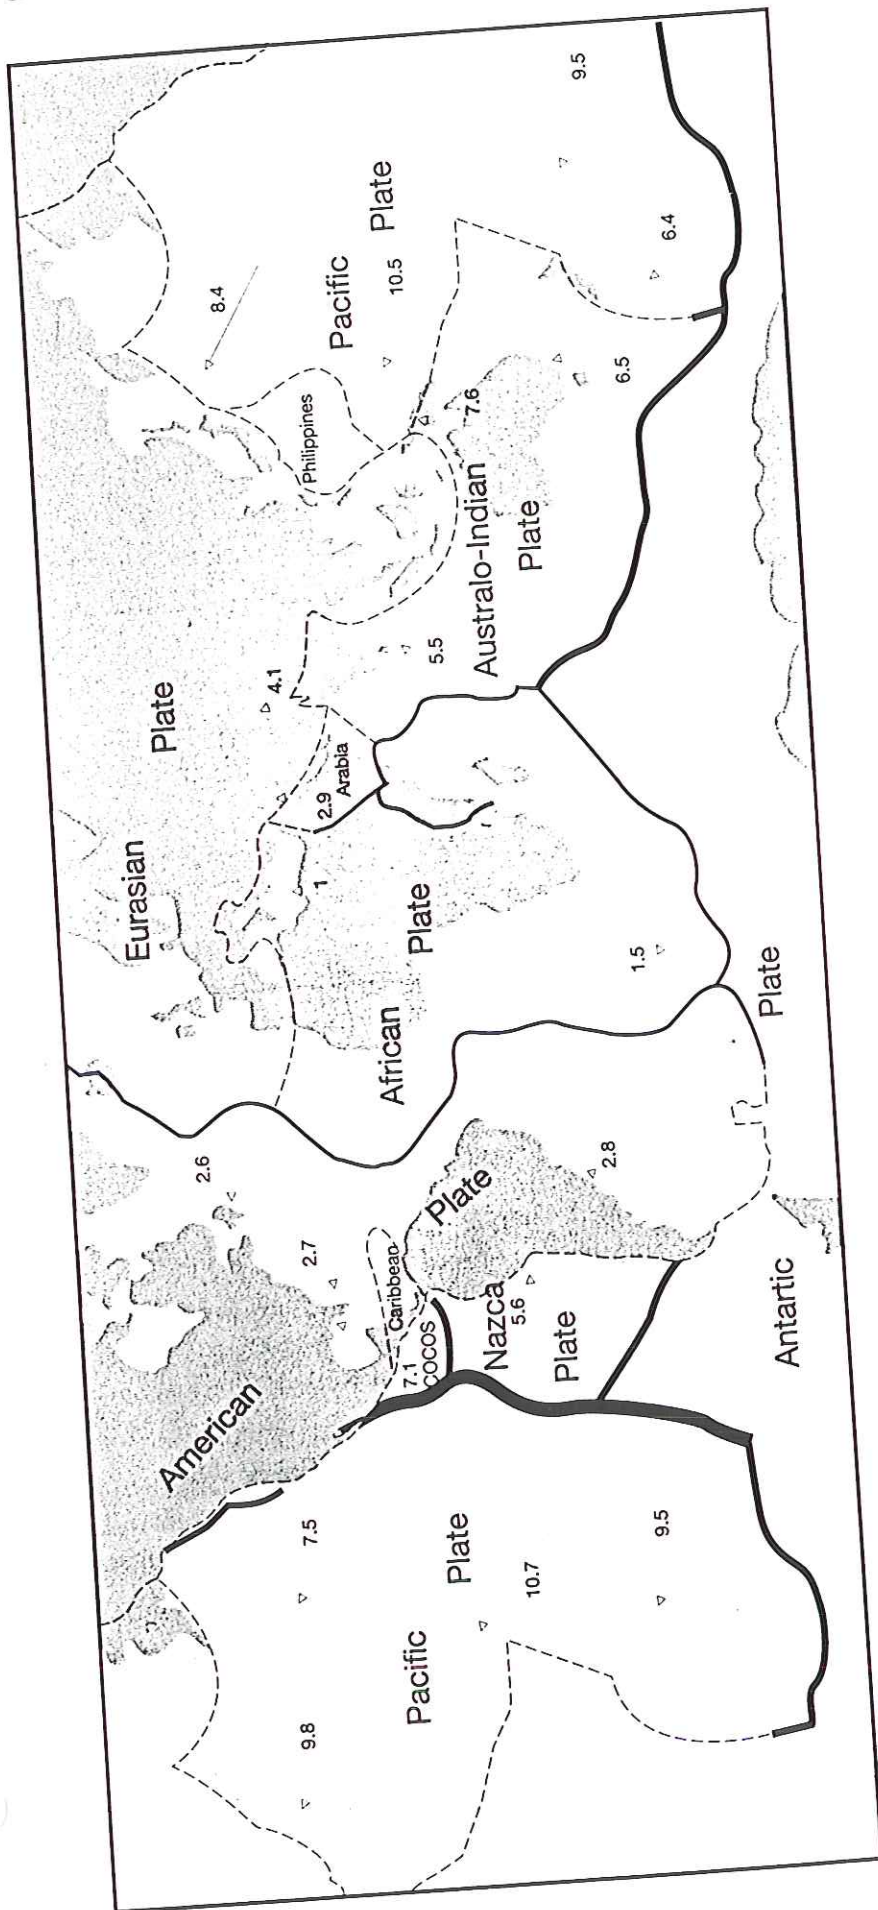 9.8
Pacific
Plate
10.7
7.5
9.5
American
7.1
COCOS
Caribbean
Nazca
5.6
Plate
Plate
2.7
2.6
2.8
Antartic
Plate
African
Plate
1.5
Eurasian
Plate
1
2.9
Arabia
4.1
5.5
Australo-Indian
Plate
Philippines
7.6
6.5
8.4
Pacific
Plate
10.5
6.4
9.5